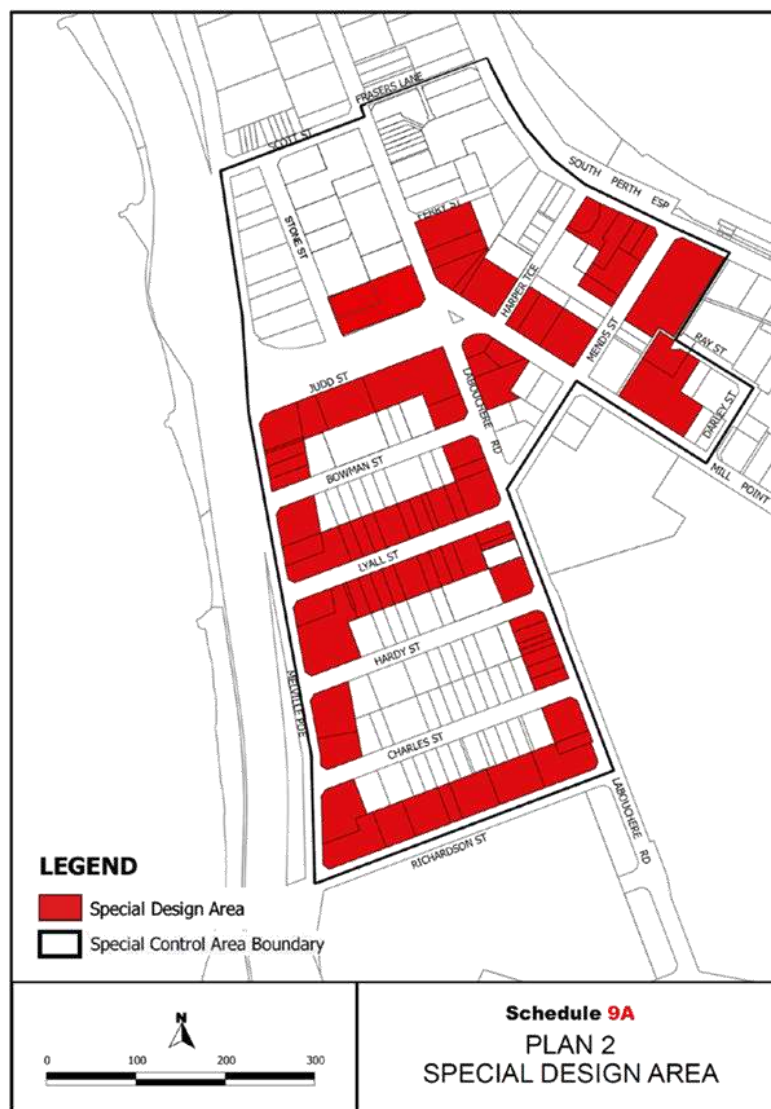 FRASERS LANE
SCOTT ST
SOUTH PERTH ESP
STONE ST
FERRY ST
HARPER TCE
MENDS ST
RAY ST
DARLEY ST
MILL POINT
JUDD ST
LABOUCHERE RD
BOWMAN ST
LYALL ST
HARDY ST
MELVILLE PDE
CHARLES ST
RICHARDSON ST
LABOUCHERE RD
LEGEND
Special Design Area
Special Control Area Boundary
N
0 100 200 300
Schedule 9A
PLAN 2
SPECIAL DESIGN AREA